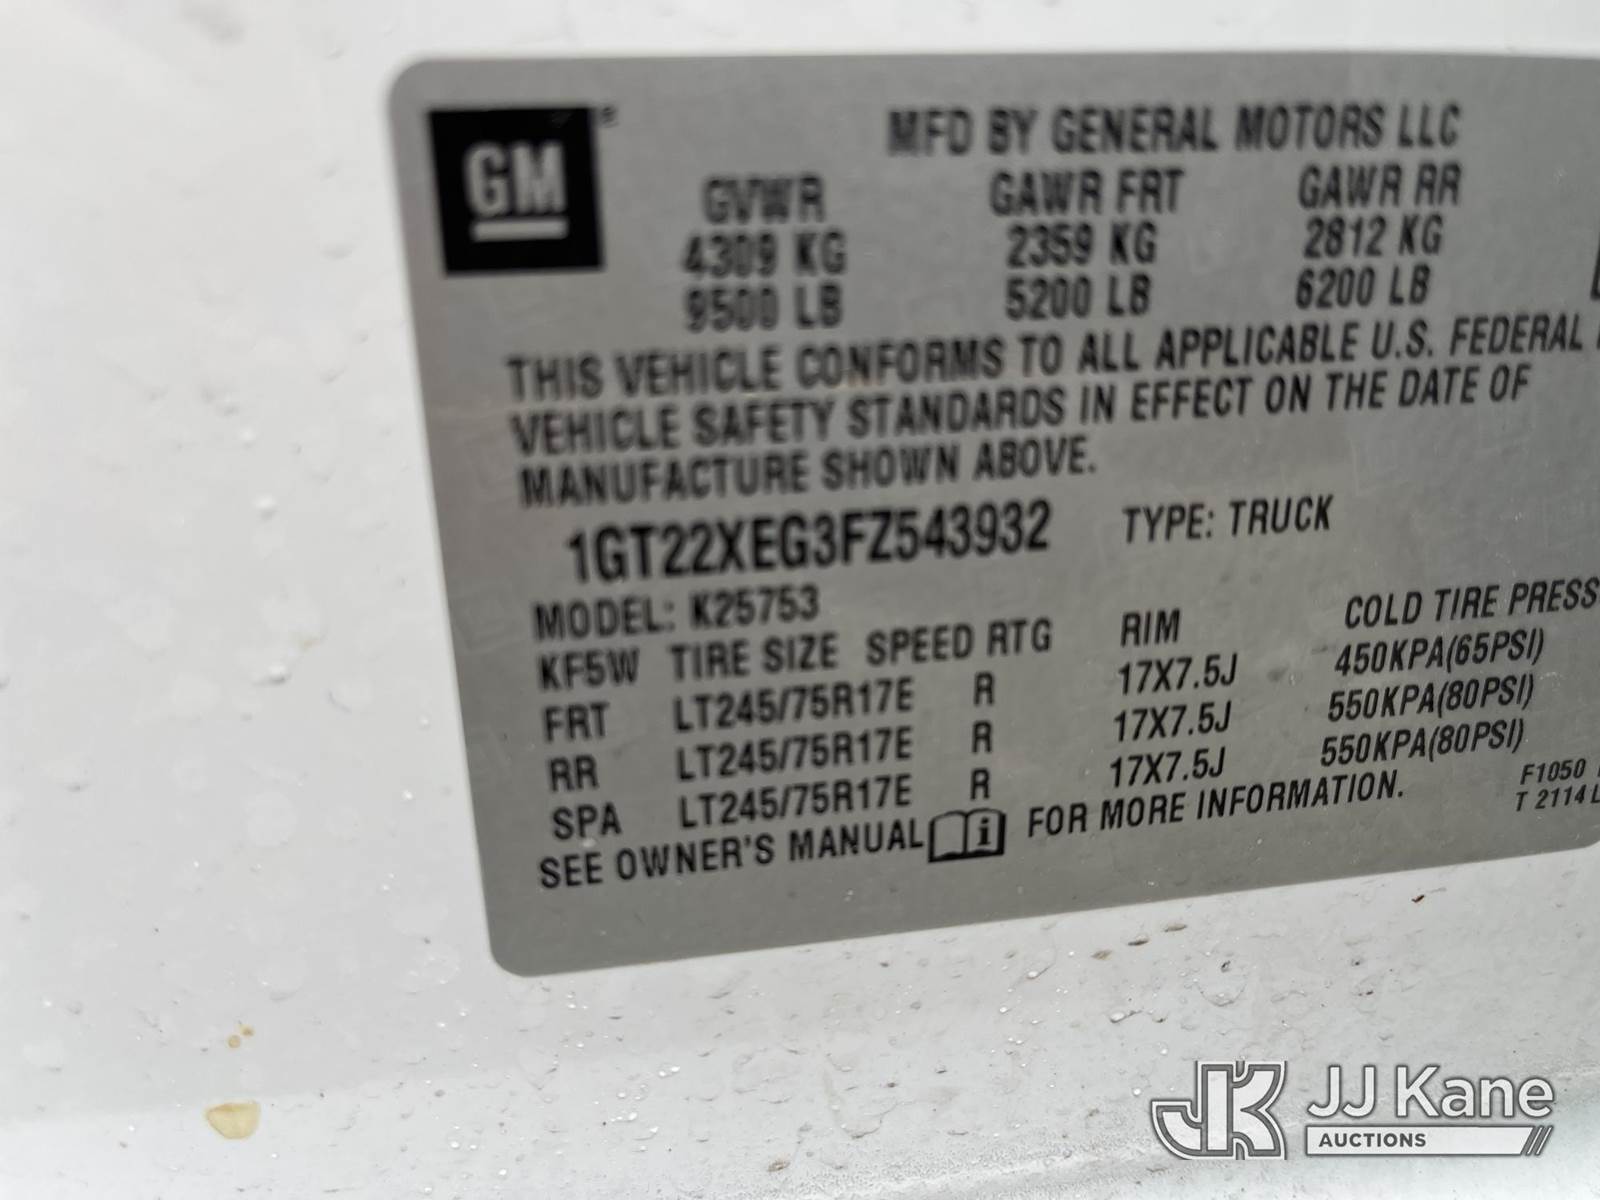 GM®
MFD BY GENERAL MOTORS LLC
GVWR GAWR FRT GAWR RR
4309 KG 2359 KG 2812 KG
9500 LB 5200 LB 6200 LB
THIS VEHICLE CONFORMS TO ALL APPLICABLE U.S. FEDERAL
VEHICLE SAFETY STANDARDS IN EFFECT ON THE DATE OF
MANUFACTURE SHOWN ABOVE.
1GT22XEG3FZ543932 TYPE: TRUCK
MODEL: K25753
KF5W TIRE SIZE SPEED RTG RIM COLD TIRE PRESS
FRT LT245/75R17E R 17X7.5J 450KPA(65PSI)
RR LT245/75R17E R 17X7.5J 550KPA(80PSI)
SPA LT245/75R17E R 17X7.5J 550KPA(80PSI)
SEE OWNER'S MANUAL i FOR MORE INFORMATION.
F1050
T 2114L
JK JJ Kane
AUCTIONS